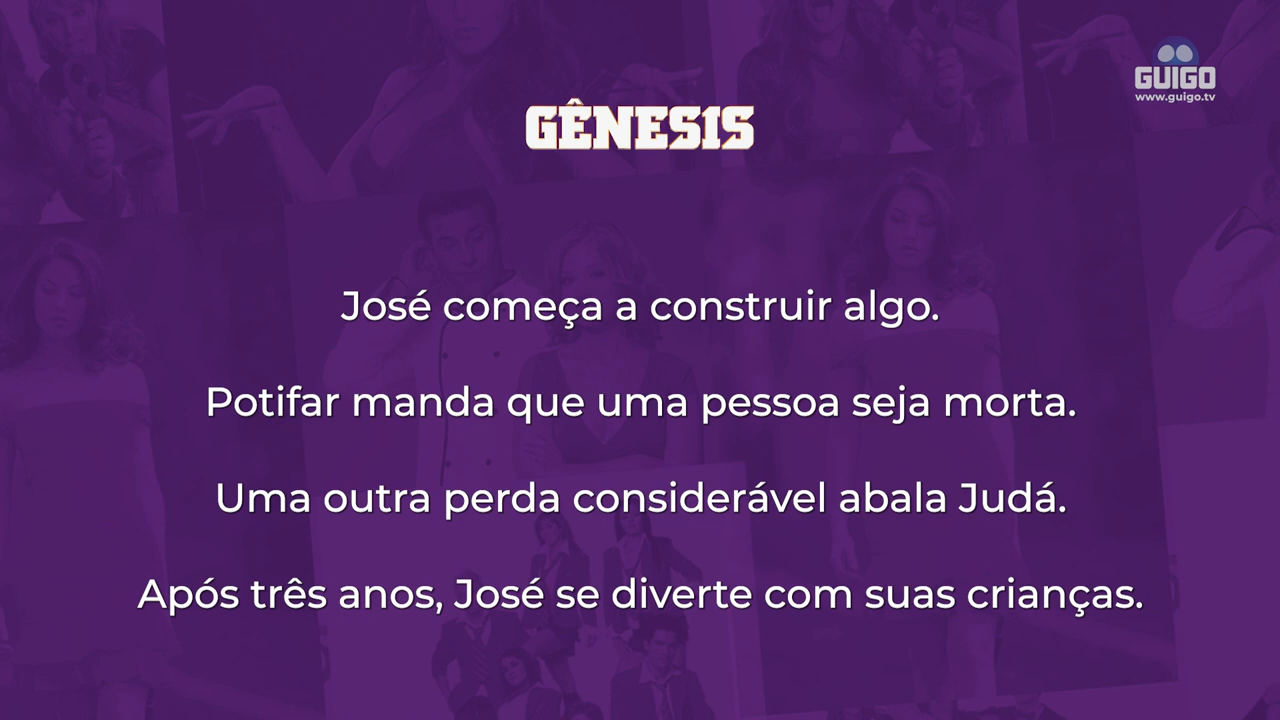 GUIGO
www.guigo.tv
GÊNESIS
José começa a construir algo.
Potifar manda que uma pessoa seja morta.
Uma outra perda considerável abala Judá.
Após três anos, José se diverte com suas crianças.